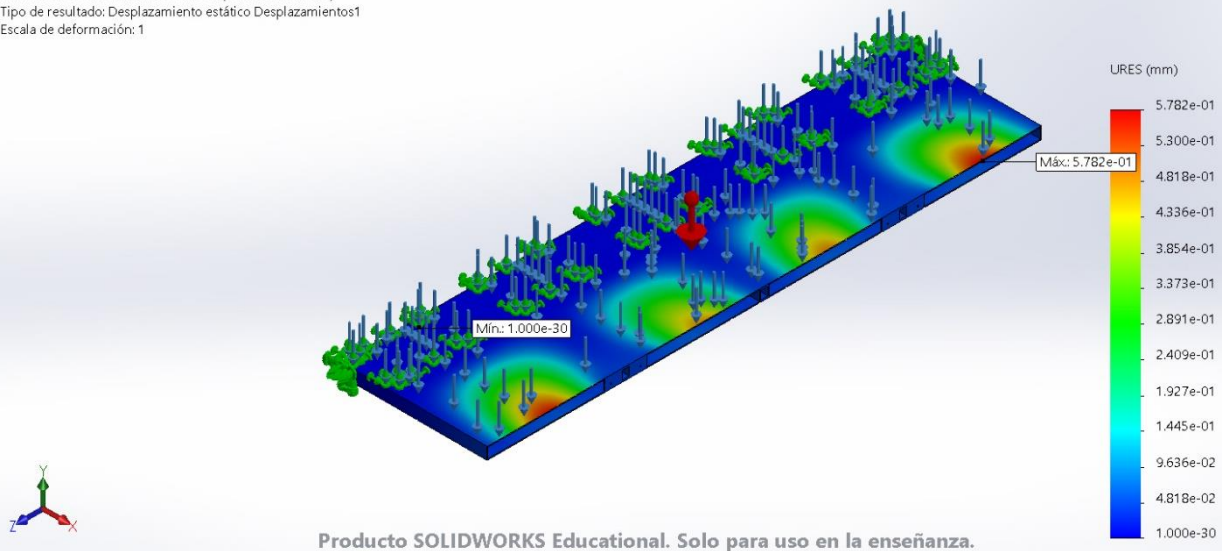 Tipo de resultado: Desplazamiento estático Desplazamientos1
Escala de deformación: 1
URES (mm)
5.782e-01
5.300e-01
4.818e-01
4.336e-01
3.854e-01
3.373e-01
2.891e-01
2.409e-01
1.927e-01
1.445e-01
9.636e-02
4.818e-02
1.000e-30
Máx.: 5.782e-01
Mín.: 1.000e-30
Y
Z
X
Producto SOLIDWORKS Educational. Solo para uso en la enseñanza.